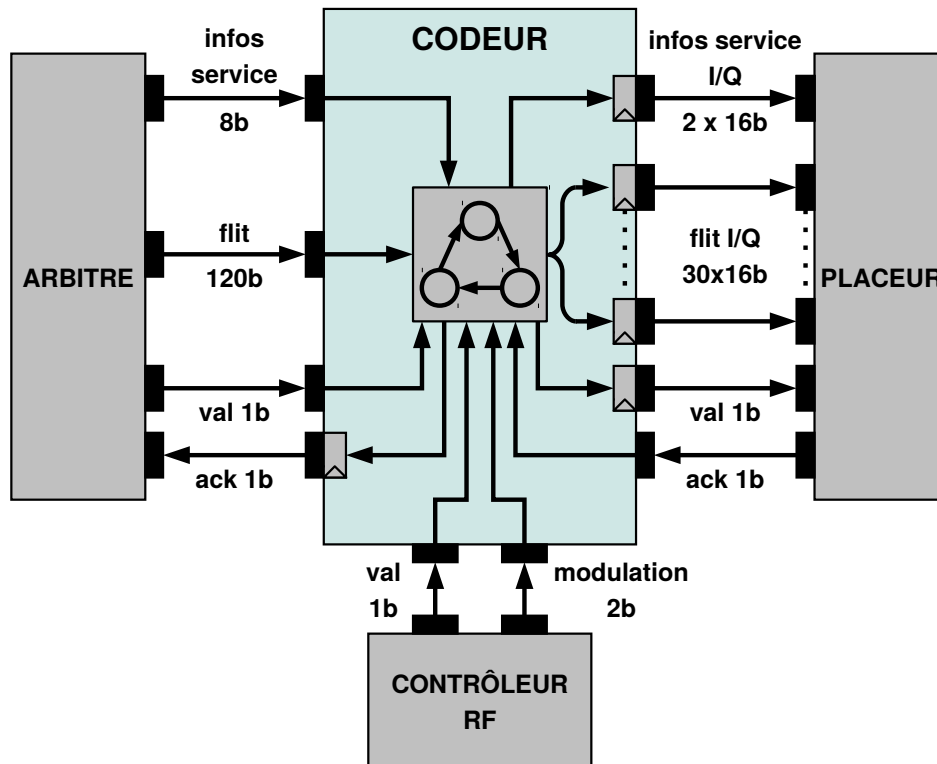 CODEUR
infos
service
8b
infos service
I/Q
2 x 16b
flit
120b
flit I/Q
30x16b
ARBITRE
PLACEUR
val 1b
val 1b
ack 1b
ack 1b
val
1b
modulation
2b
CONTRÔLEUR
RF